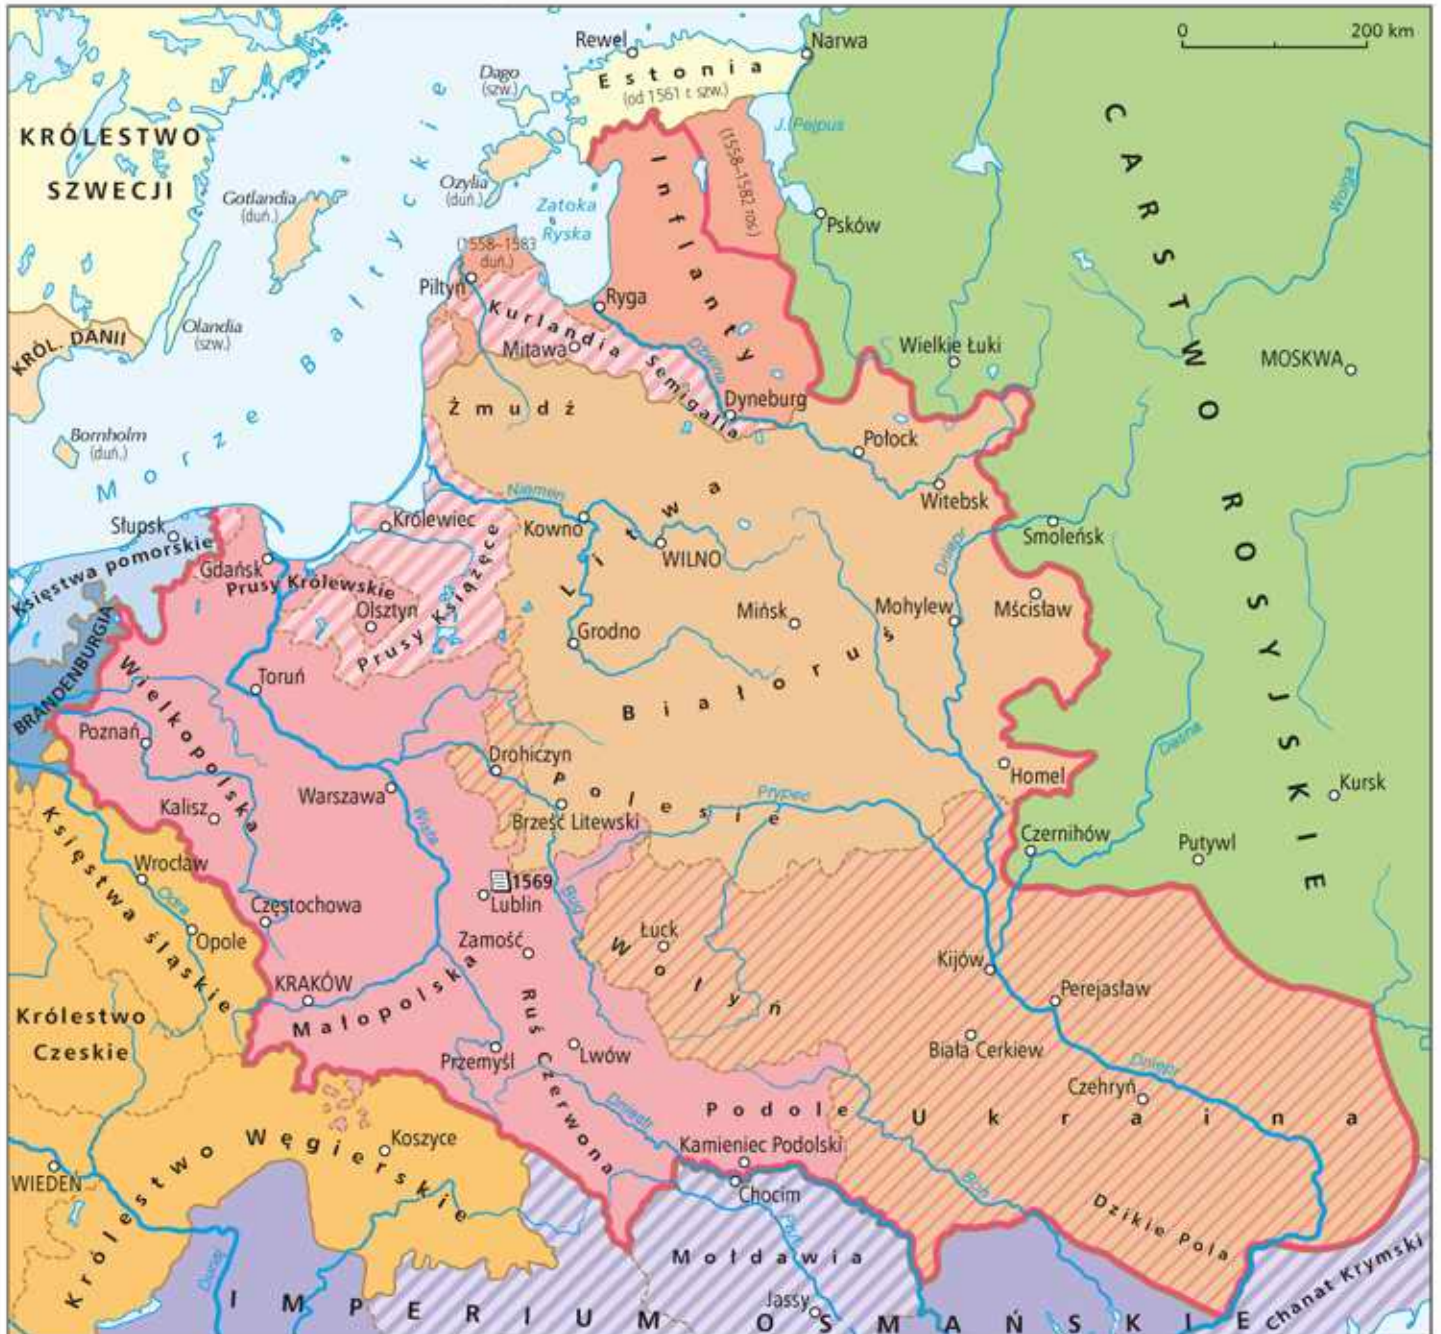 0 200 km
Rewel
Narwa
Estonia
(od 1561 r. szw.)
Dago
(szw.)
J. Pejpus
KRÓLESTWO
SZWECJI
Ozylia
(duń.)
Gotlandia
(duń.)
Zatoka
Ryska
Inflanty
(1558–1582 ros.)
Psków
Wołga
CARSTWO ROSYJSKIE
(1558–1583
duń.)
Piltyń
Ryga
Kurlandia
Semigalia
Mitawa
Olandia
(szw.)
KRÓL. DANII
Morze Bałtyckie
Dźwina
Wielkie Łuki
MOSKWA
Żmudź
Dyneburg
Bornholm
(duń.)
Połock
Witebsk
Litwa
Niemen
Słupsk
Księstwa pomorskie
Królewiec
Kowno
WILNO
Dniepr
Smoleńsk
Gdańsk
Prusy Królewskie
Olsztyn
Prusy Książęce
Mińsk
Mohylew
Mścisław
BRANDENBURGIA
Grodno
Białoruś
Wielkopolska
Toruń
Poznań
Desna
Drohiczyn
Homel
Kursk
Kalisz
Warszawa
Wisła
Polesie
Prypeć
Brześć Litewski
Czernihów
Putywl
Księstwa śląskie
Wrocław
Odra
1569
Lublin
Bug
Częstochowa
Opole
Zamość
Łuck
Wołyń
Kijów
KRAKÓW
Perejasław
Królestwo
Czeskie
Małopolska
Ruś Czerwona
Przemyśl
Lwów
Biała Cerkiew
Dniepr
Czehryń
Dniestr
Podole
Ukraina
Królestwo Węgierskie
Koszyce
Kamieniec Podolski
WIEDEŃ
Chocim
Boh
Dzikie Pola
Prut
Mołdawia
Dunaj
Chanat Krymski
Jassy
IMPERIUM OSMAŃSKIE